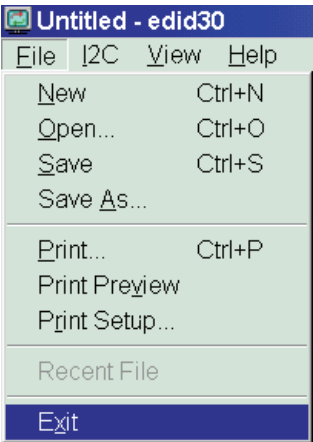 Untitled - edid30
File I2C View Help
New Ctrl+N
Open... Ctrl+O
Save Ctrl+S
Save As...
Print... Ctrl+P
Print Preview
Print Setup...
Recent File
Exit